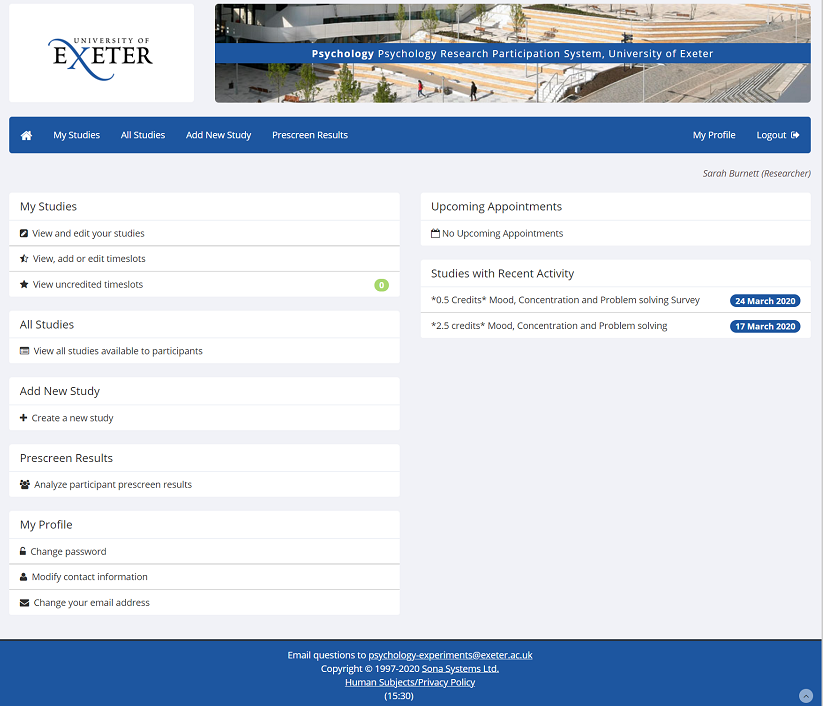 UNIVERSITY OF
EXETER
Psychology Psychology Research Participation System, University of Exeter
My Studies
All Studies
Add New Study
Prescreen Results
My Profile
Logout
Sarah Burnett (Researcher)
My Studies
View and edit your studies
View, add or edit timeslots
View uncredited timeslots
0
All Studies
View all studies available to participants
Add New Study
Create a new study
Prescreen Results
Analyze participant prescreen results
My Profile
Change password
Modify contact information
Change your email address
Upcoming Appointments
No Upcoming Appointments
Studies with Recent Activity
*0.5 Credits* Mood, Concentration and Problem solving Survey
24 March 2020
*2.5 credits* Mood, Concentration and Problem solving
17 March 2020
Email questions to psychology-experiments@exeter.ac.uk
Copyright © 1997-2020 Sona Systems Ltd.
Human Subjects/Privacy Policy
(15:30)